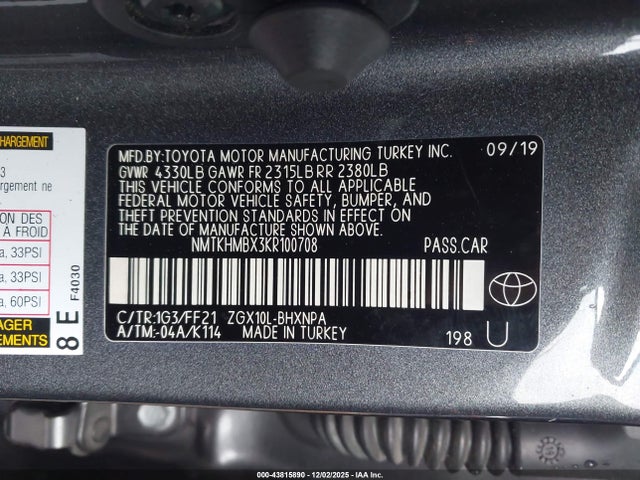 CHARGEMENT
3
argement ne
ION DES
À FROID
a, 33PSI
a, 33PSI
a, 60PSI
AGER
EMENTS
8 E
F4030
MFD.BY:TOYOTA MOTOR MANUFACTURING TURKEY INC. 09/19
GVWR 4330LB GAWR FR 2315LB RR 2380LB
THIS VEHICLE CONFORMS TO ALL APPLICABLE
FEDERAL MOTOR VEHICLE SAFETY, BUMPER, AND
THEFT PREVENTION STANDARDS IN EFFECT ON
THE DATE OF MANUFACTURE SHOWN ABOVE.
NMTKHMBX3KR100708 PASS.CAR
C/TR:1G3/FF21 ZGX10L-BHXNPA
A/TM:-04A/K114 MADE IN TURKEY 198 U
000-43815890 - 12/02/2025 - IAA Inc.